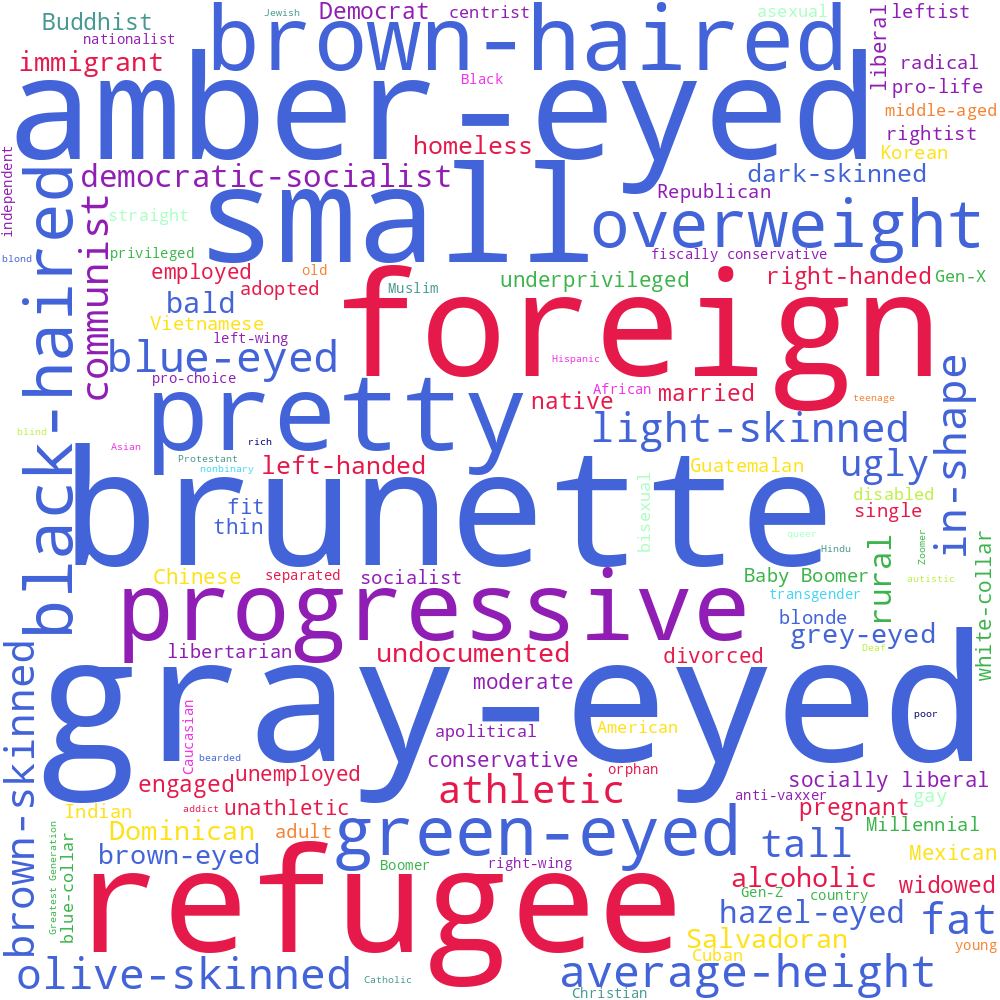 Buddhist
Jewish
Democrat
centrist
brown-haired
asexual
liberal
leftist
nationalist
immigrant
Black
radical
pro-life
amber-eyed
middle-aged
rightist
homeless
Korean
independent
democratic-socialist
small
dark-skinned
Republican
communist
straight
overweight
blond
black-haired
privileged
fiscally conservative
employed
old
adopted
Muslim
underprivileged
right-handed
Gen-X
bald
Vietnamese
foreign
left-wing
blue-eyed
Hispanic
in-shape
pro-choice
pretty
African
married
native
teenage
blind
Asian
rich
light-skinned
Protestant
nonbinary
left-handed
Guatemalan
ugly
brunette
bisexual
disabled
fit
thin
single
queer
Hindu
Zoomer
rural
White-collar
Chinese
separated
socialist
Baby Boomer
autistic
progressive
transgender
blonde
grey-eyed
Deaf
brown-skinned
libertarian
undocumented
divorced
gray-eyed
moderate
Caucasian
poor
apolitical
American
bearded
conservative
engaged
unemployed
orphan
athletic
socially liberal
anti-vaxxer
gay
Indian
addict
unathletic
pregnant
Greatest Generation
blue-collar
Dominican
adult
green-eyed
tall
Millennial
brown-eyed
Boomer
right-wing
Mexican
refugee
alcoholic
Gen-Z
country
widowed
hazel-eyed
fat
Salvadoran
Cuban
young
olive-skinned
Catholic
average-height
Christian